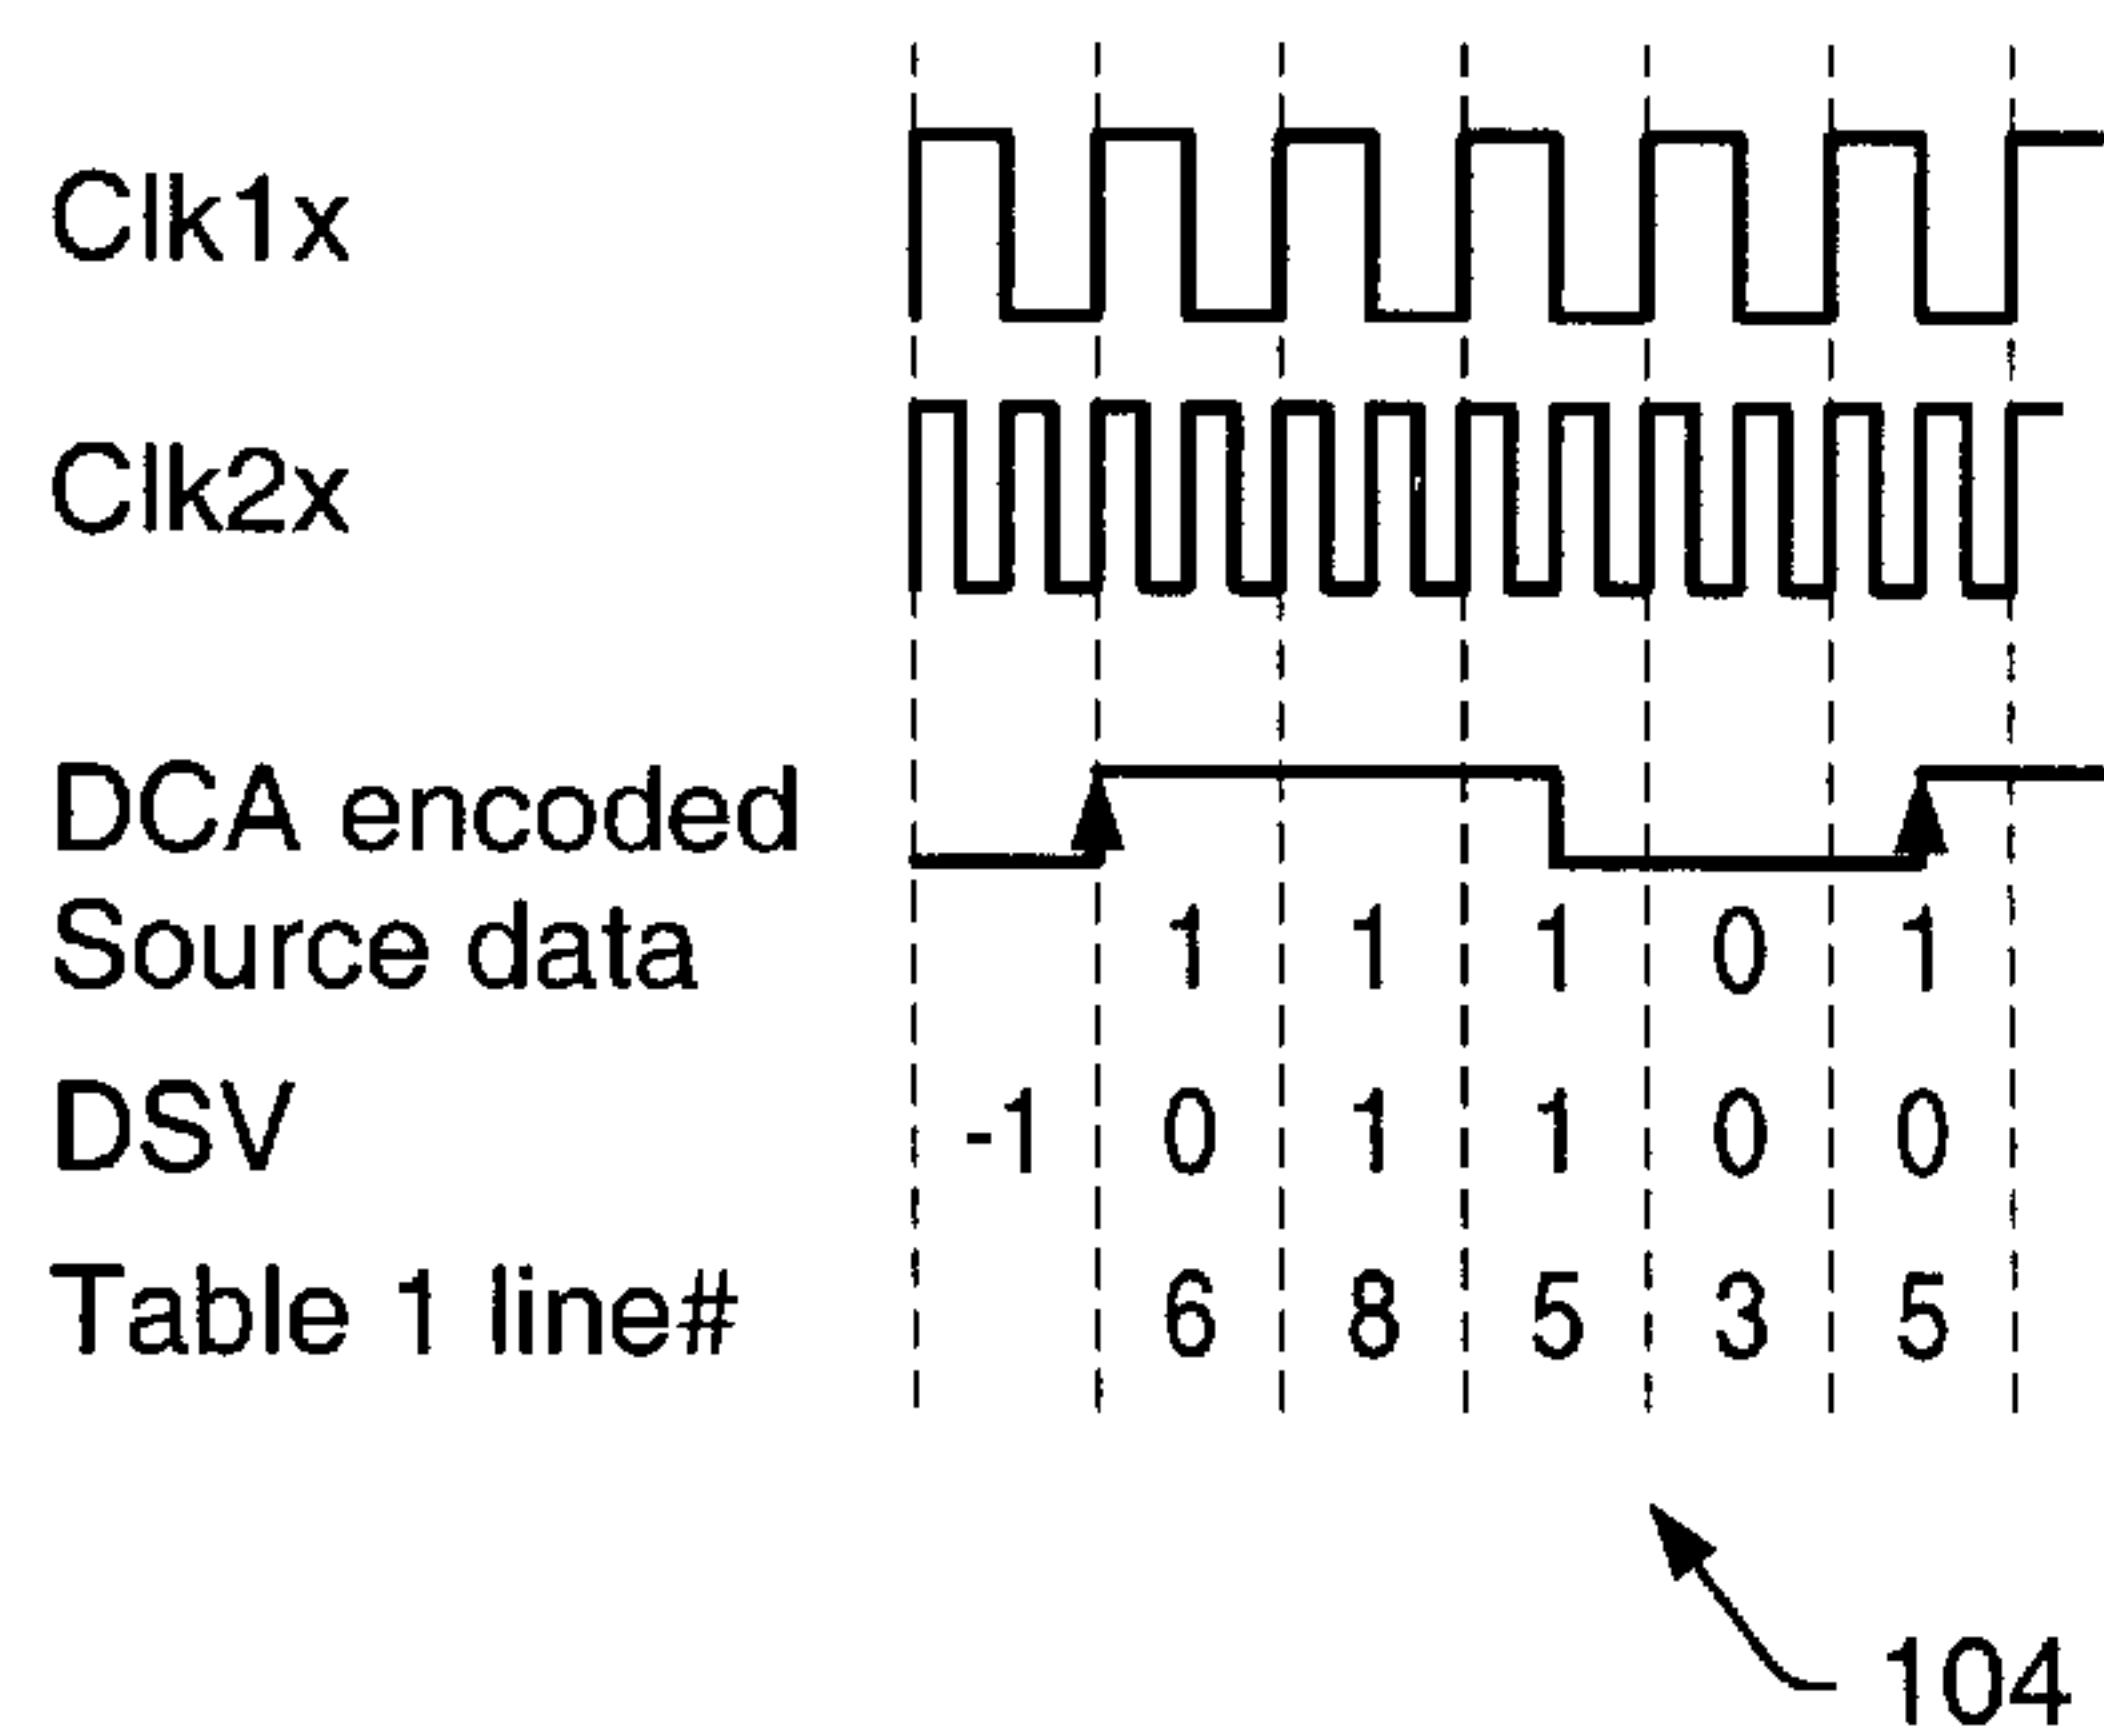 Clk1x
Clk2x
DCA encoded
Source data 1 1 1 0 1
DSV -1 0 1 1 0 0
Table 1 line# 6 8 5 3 5
104